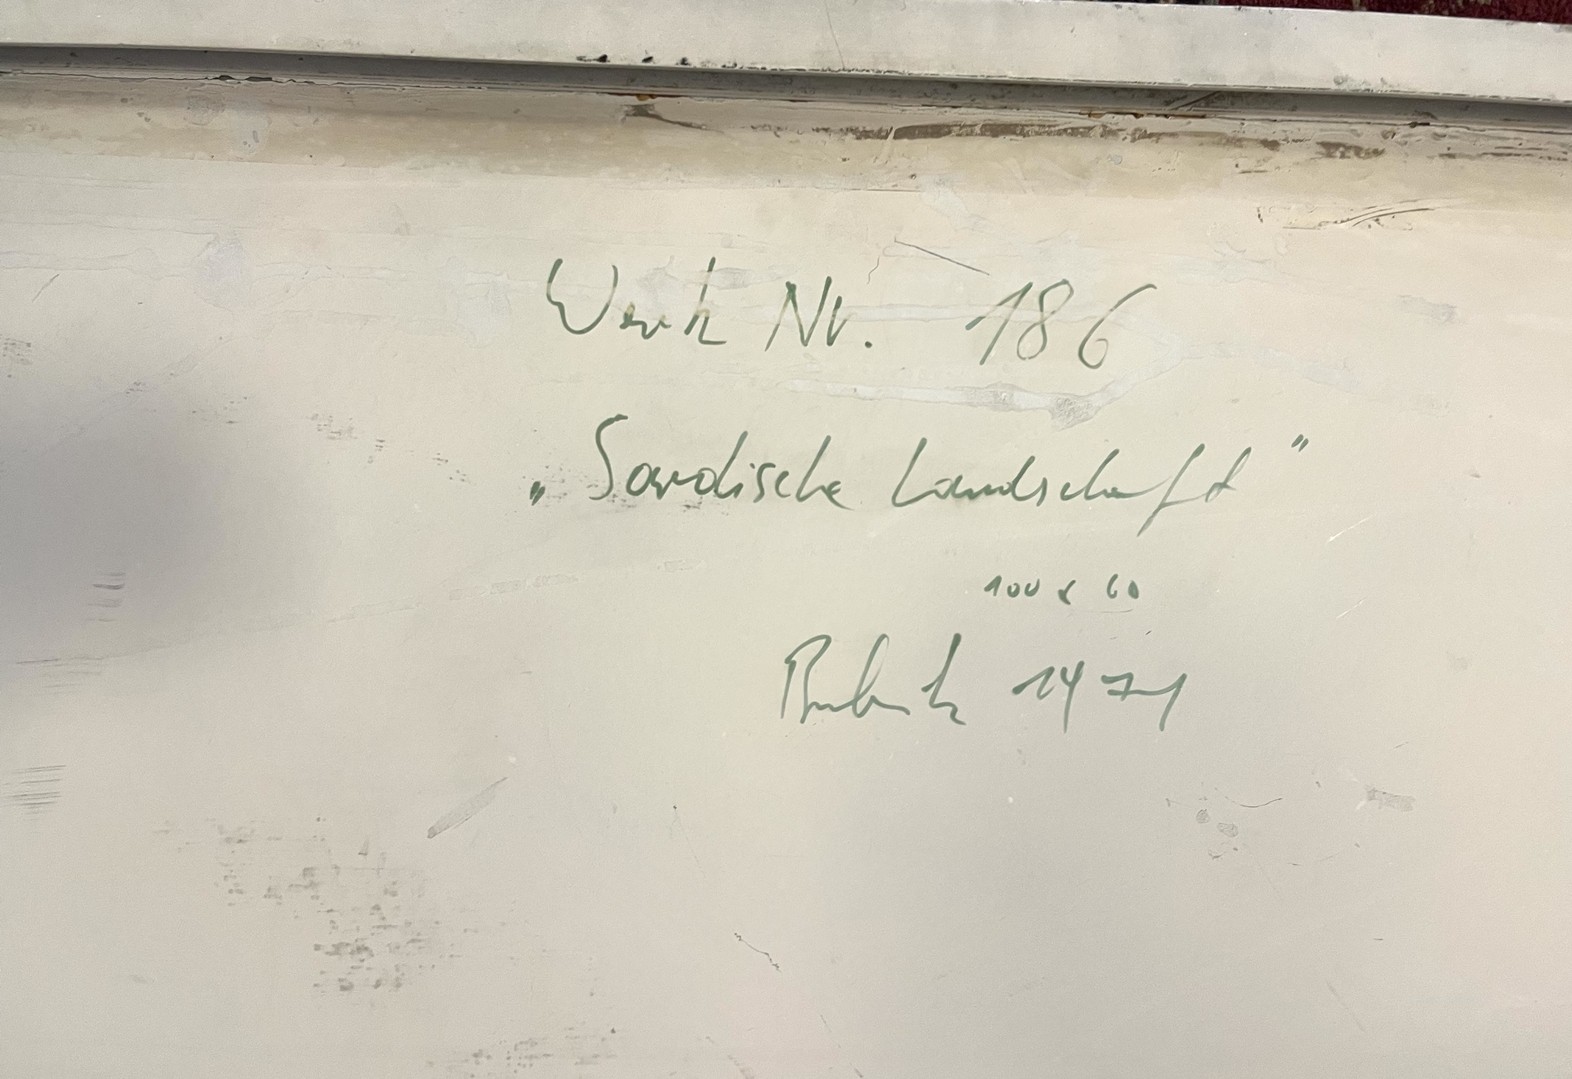 Werk Nr. 186
„Sardische Landschaft"
100 x 60
1971